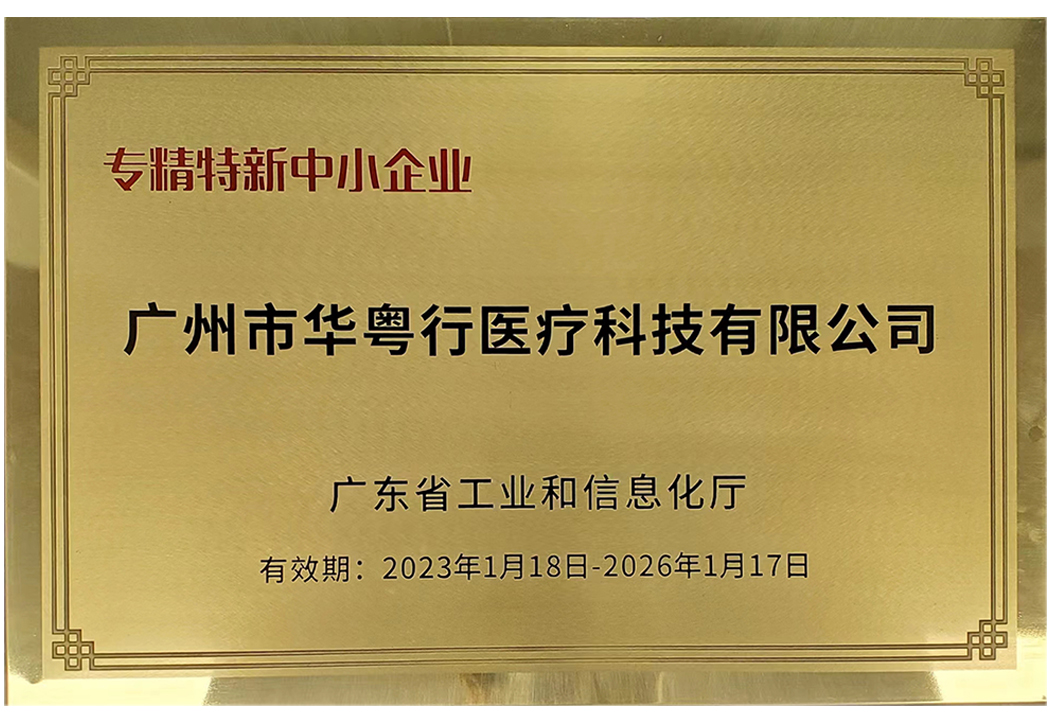 专精特新中小企业
广州市华粤行医疗科技有限公司
广东省工业和信息化厅
有效期：2023年1月18日-2026年1月17日